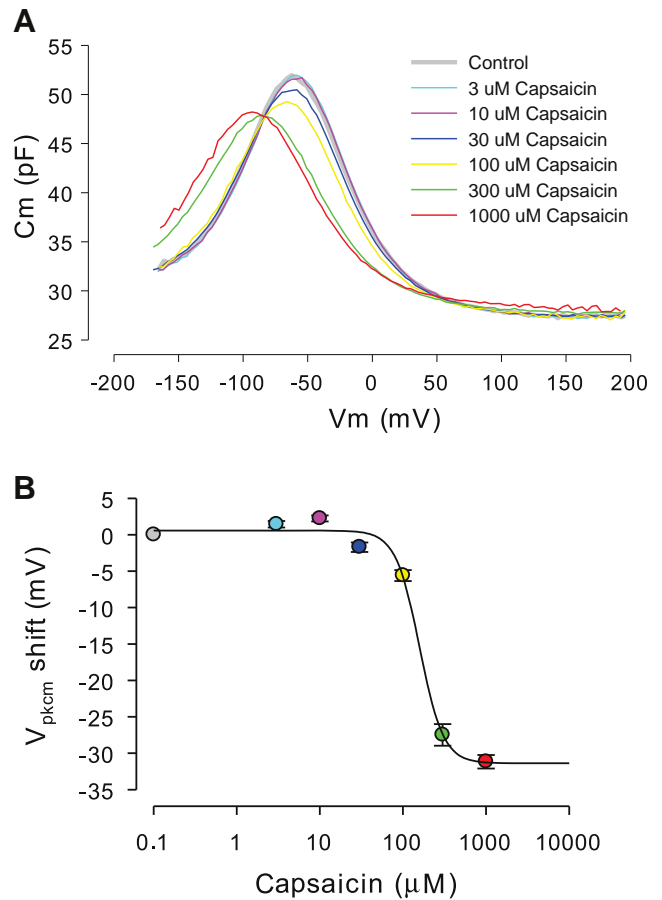 A
55
50
45
40
35
30
25
Cm (pF)
Control
3 uM Capsaicin
10 uM Capsaicin
30 uM Capsaicin
100 uM Capsaicin
300 uM Capsaicin
1000 uM Capsaicin
-200 -150 -100 -50 0 50 100 150 200
Vm (mV)
B
5
0
-5
-10
-15
-20
-25
-30
-35
Vpkcm shift (mV)
0.1 1 10 100 1000 10000
Capsaicin (μM)